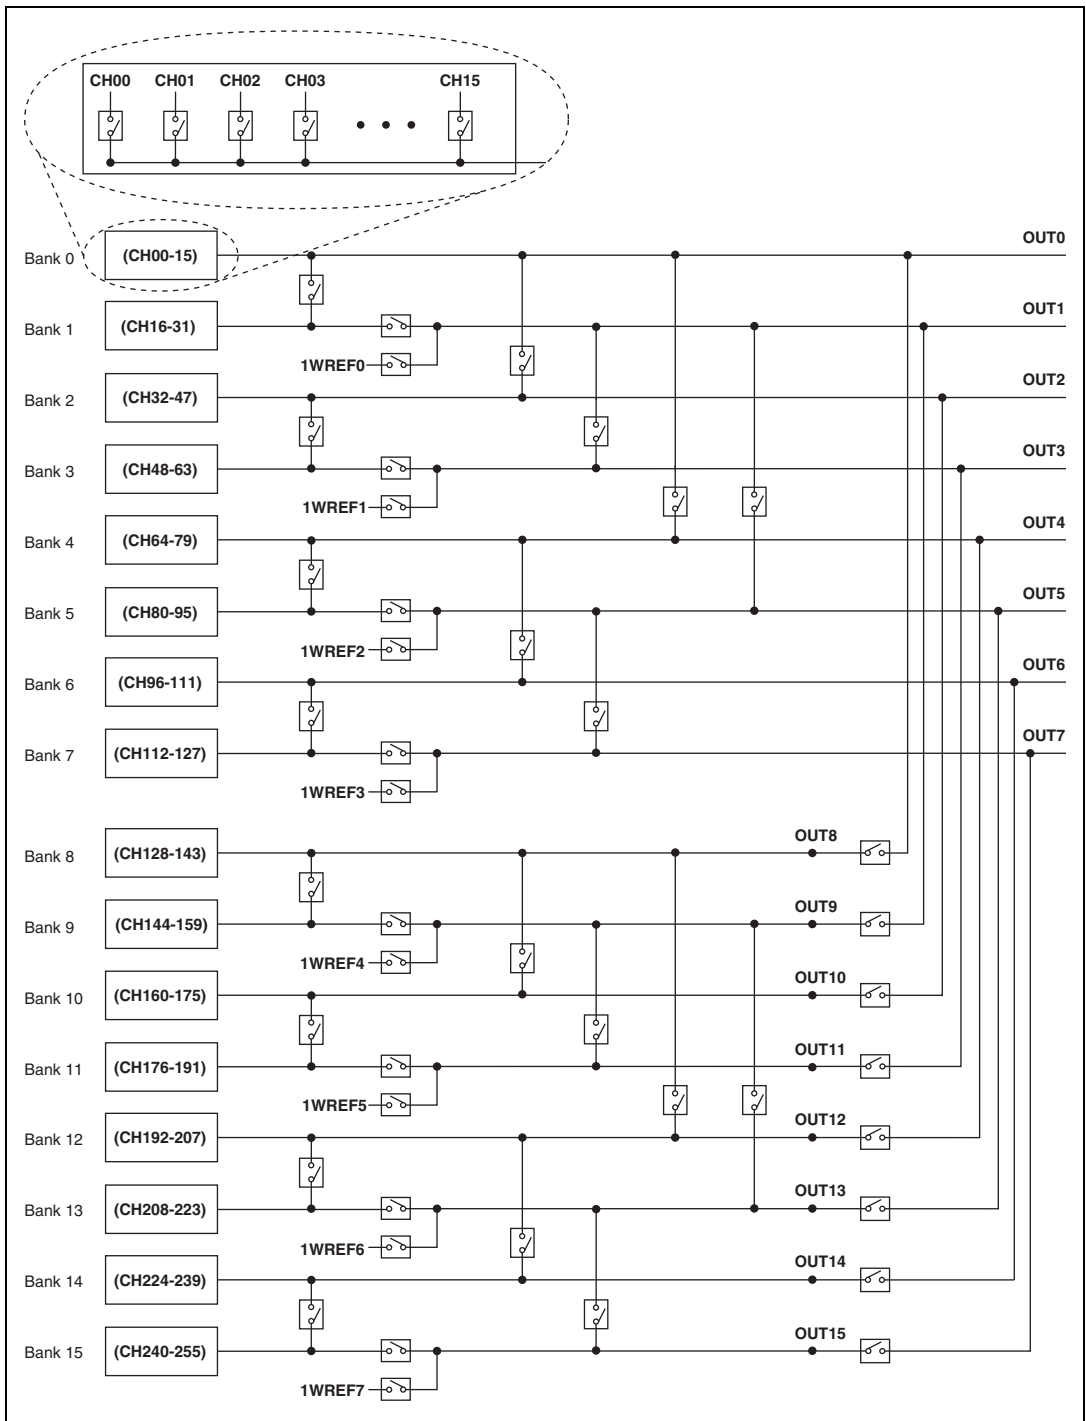 CH00 CH01 CH02 CH03 CH15
OUT0
Bank 0 (CH00-15)
OUT1
Bank 1 (CH16-31)
1WREF0
OUT2
Bank 2 (CH32-47)
OUT3
Bank 3 (CH48-63)
1WREF1
OUT4
Bank 4 (CH64-79)
OUT5
Bank 5 (CH80-95)
1WREF2
OUT6
Bank 6 (CH96-111)
OUT7
Bank 7 (CH112-127)
1WREF3
OUT8
Bank 8 (CH128-143)
OUT9
Bank 9 (CH144-159)
1WREF4
OUT10
Bank 10 (CH160-175)
OUT11
Bank 11 (CH176-191)
1WREF5
OUT12
Bank 12 (CH192-207)
OUT13
Bank 13 (CH208-223)
1WREF6
OUT14
Bank 14 (CH224-239)
OUT15
Bank 15 (CH240-255)
1WREF7